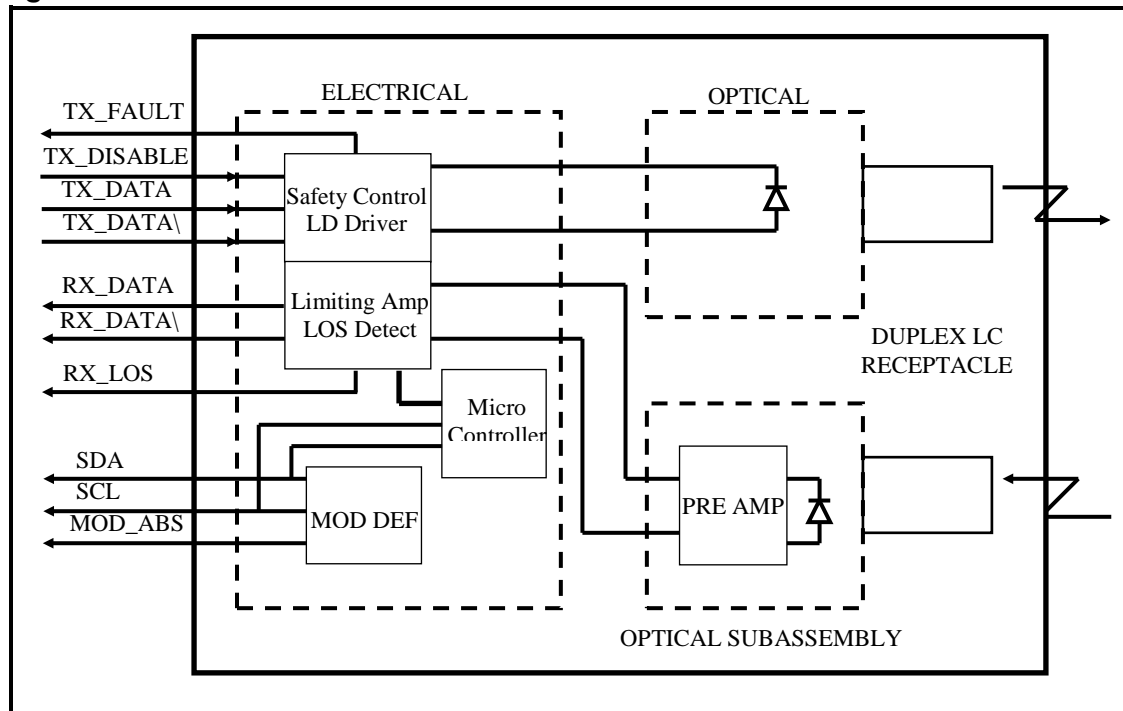 ELECTRICAL
OPTICAL
TX_FAULT
TX_DISABLE
TX_DATA
TX_DATA\
Safety Control
LD Driver
RX_DATA
RX_DATA\
Limiting Amp
LOS Detect
DUPLEX LC
RECEPTACLE
RX_LOS
Micro
Controller
SDA
SCL
MOD_ABS
MOD DEF
PRE AMP
OPTICAL SUBASSEMBLY